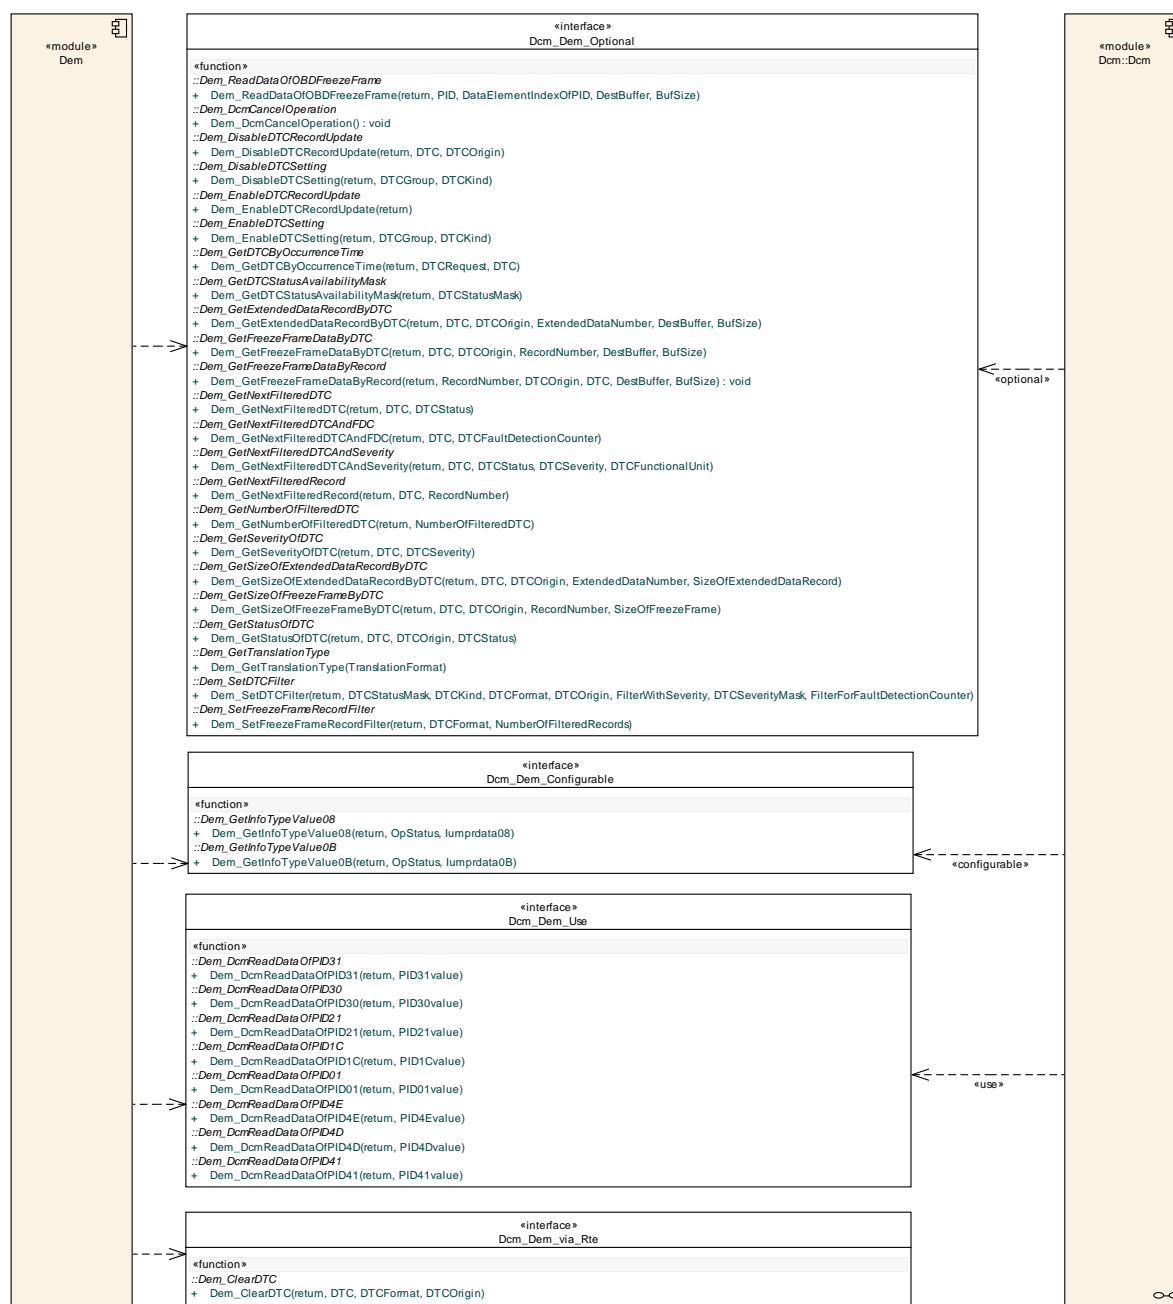 «module»
Dem
«interface»
Dcm_Dem_Optional
«function»
::Dem_ReadDataOfOBDFreezeFrame
+ Dem_ReadDataOfOBDFreezeFrame(return, PID, DataElementIndexOfPID, DestBuffer, BufSize)
::Dem_DcmCancelOperation
+ Dem_DcmCancelOperation() : void
::Dem_DisableDTCRecordUpdate
+ Dem_DisableDTCRecordUpdate(return, DTC, DTCOrigin)
::Dem_DisableDTCSetting
+ Dem_DisableDTCSetting(return, DTCGroup, DTCKind)
::Dem_EnableDTCRecordUpdate
+ Dem_EnableDTCRecordUpdate(return)
::Dem_EnableDTCSetting
+ Dem_EnableDTCSetting(return, DTCGroup, DTCKind)
::Dem_GetDTCByOccurrenceTime
+ Dem_GetDTCByOccurrenceTime(return, DTCRequest, DTC)
::Dem_GetDTCStatusAvailabilityMask
+ Dem_GetDTCStatusAvailabilityMask(return, DTCStatusMask)
::Dem_GetExtendedDataRecordByDTC
+ Dem_GetExtendedDataRecordByDTC(return, DTC, DTCOrigin, ExtendedDataNumber, DestBuffer, BufSize)
::Dem_GetFreezeFrameDataByDTC
+ Dem_GetFreezeFrameDataByDTC(return, DTC, DTCOrigin, RecordNumber, DestBuffer, BufSize)
::Dem_GetFreezeFrameDataByRecord
+ Dem_GetFreezeFrameDataByRecord(return, RecordNumber, DTCOrigin, DTC, DestBuffer, BufSize) : void
::Dem_GetNextFilteredDTC
+ Dem_GetNextFilteredDTC(return, DTC, DTCStatus)
::Dem_GetNextFilteredDTCAndFDC
+ Dem_GetNextFilteredDTCAndFDC(return, DTC, DTCFaultDetectionCounter)
::Dem_GetNextFilteredDTCAndSeverity
+ Dem_GetNextFilteredDTCAndSeverity(return, DTC, DTCStatus, DTCSeverity, DTCFunctionalUnit)
::Dem_GetNextFilteredRecord
+ Dem_GetNextFilteredRecord(return, DTC, RecordNumber)
::Dem_GetNumberOfFilteredDTC
+ Dem_GetNumberOfFilteredDTC(return, NumberOfFilteredDTC)
::Dem_GetSeverityOfDTC
+ Dem_GetSeverityOfDTC(return, DTC, DTCSeverity)
::Dem_GetSizeOfExtendedDataRecordByDTC
+ Dem_GetSizeOfExtendedDataRecordByDTC(return, DTC, DTCOrigin, ExtendedDataNumber, SizeOfExtendedDataRecord)
::Dem_GetSizeOfFreezeFrameByDTC
+ Dem_GetSizeOfFreezeFrameByDTC(return, DTC, DTCOrigin, RecordNumber, SizeOfFreezeFrame)
::Dem_GetStatusOfDTC
+ Dem_GetStatusOfDTC(return, DTC, DTCOrigin, DTCStatus)
::Dem_GetTranslationType
+ Dem_GetTranslationType(TranslationFormat)
::Dem_SetDTCFilter
+ Dem_SetDTCFilter(return, DTCStatusMask, DTCKind, DTCFormat, DTCOrigin, FilterWithSeverity, DTCSeverityMask, FilterForFaultDetectionCounter)
::Dem_SetFreezeFrameRecordFilter
+ Dem_SetFreezeFrameRecordFilter(return, DTCFormat, NumberOfFilteredRecords)
«optional»
«module»
Dcm::Dcm
«interface»
Dcm_Dem_Configurable
«function»
::Dem_GetInfoTypeValue08
+ Dem_GetInfoTypeValue08(return, OpStatus, Iumprdata08)
::Dem_GetInfoTypeValue0B
+ Dem_GetInfoTypeValue0B(return, OpStatus, Iumprdata0B)
«configurable»
«interface»
Dcm_Dem_Use
«function»
::Dem_DcmReadDataOfPID31
+ Dem_DcmReadDataOfPID31(return, PID31value)
::Dem_DcmReadDataOfPID30
+ Dem_DcmReadDataOfPID30(return, PID30value)
::Dem_DcmReadDataOfPID21
+ Dem_DcmReadDataOfPID21(return, PID21value)
::Dem_DcmReadDataOfPID1C
+ Dem_DcmReadDataOfPID1C(return, PID1Cvalue)
::Dem_DcmReadDataOfPID01
+ Dem_DcmReadDataOfPID01(return, PID01value)
::Dem_DcmReadDaraOfPID4E
+ Dem_DcmReadDataOfPID4E(return, PID4Evalue)
::Dem_DcmReadDataOfPID4D
+ Dem_DcmReadDataOfPID4D(return, PID4Dvalue)
::Dem_DcmReadDataOfPID41
+ Dem_DcmReadDataOfPID41(return, PID41value)
«use»
«interface»
Dcm_Dem_via_Rte
«function»
::Dem_ClearDTC
+ Dem_ClearDTC(return, DTC, DTCFormat, DTCOrigin)